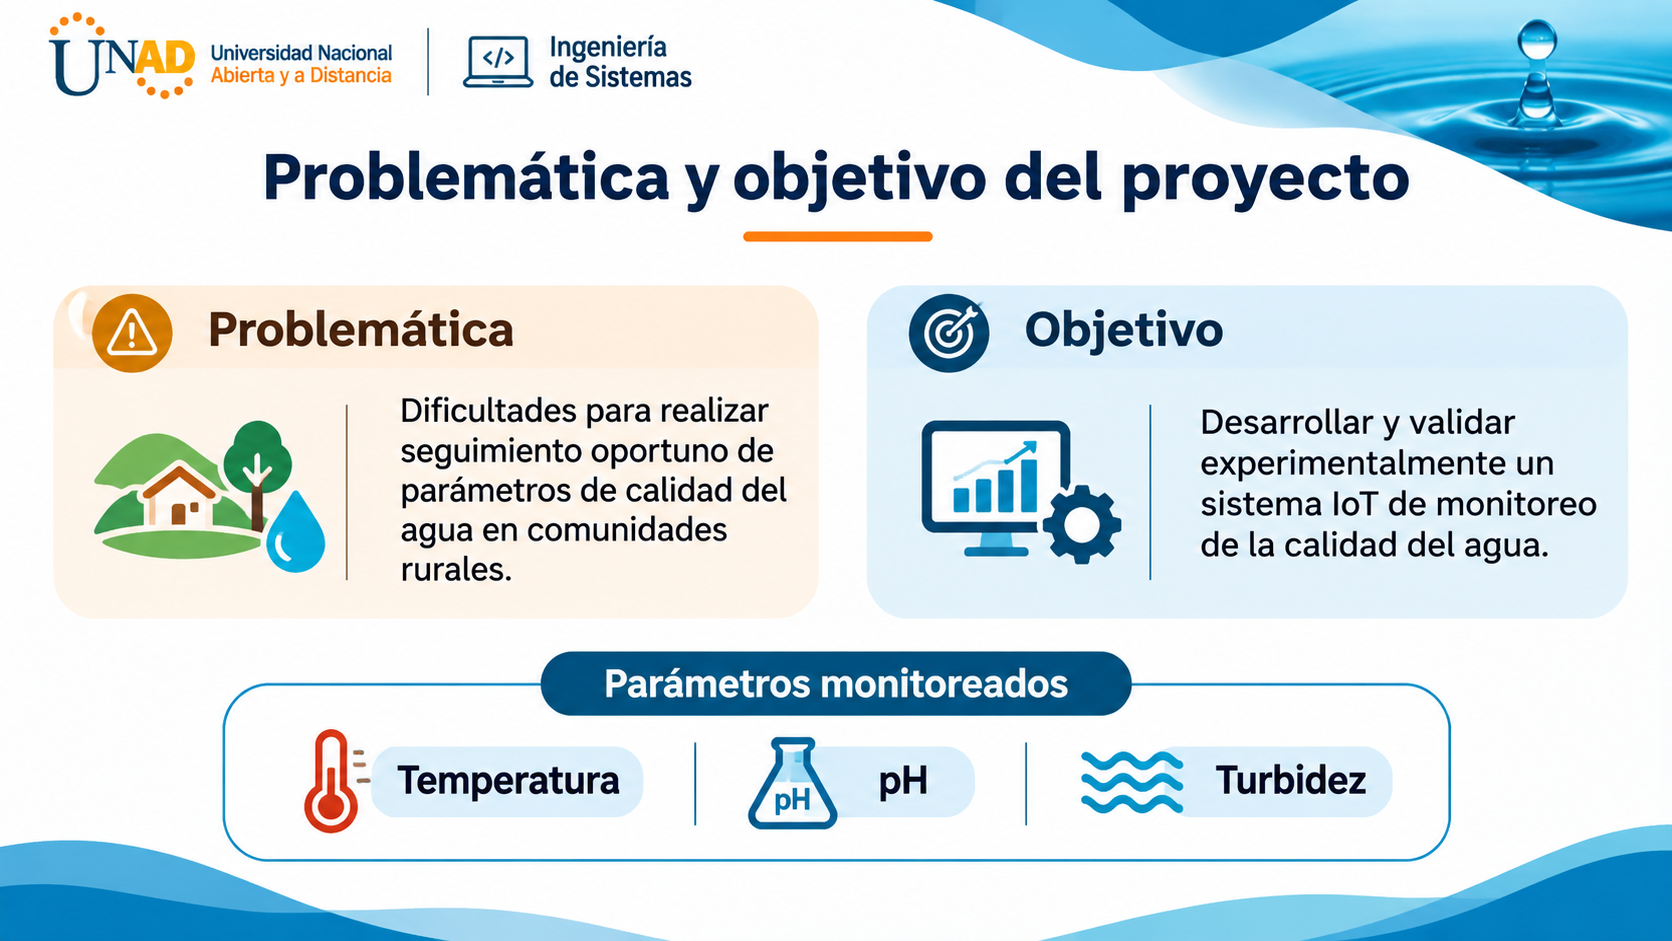 UNAD
Universidad Nacional
Abierta y a Distancia
</>
Ingeniería
de Sistemas
Problemática y objetivo del proyecto
Problemática
Dificultades para realizar
seguimiento oportuno de
parámetros de calidad del
agua en comunidades
rurales.
Objetivo
Desarrollar y validar
experimentalmente un
sistema IoT de monitoreo
de la calidad del agua.
Parámetros monitoreados
Temperatura
pH
pH
Turbidez